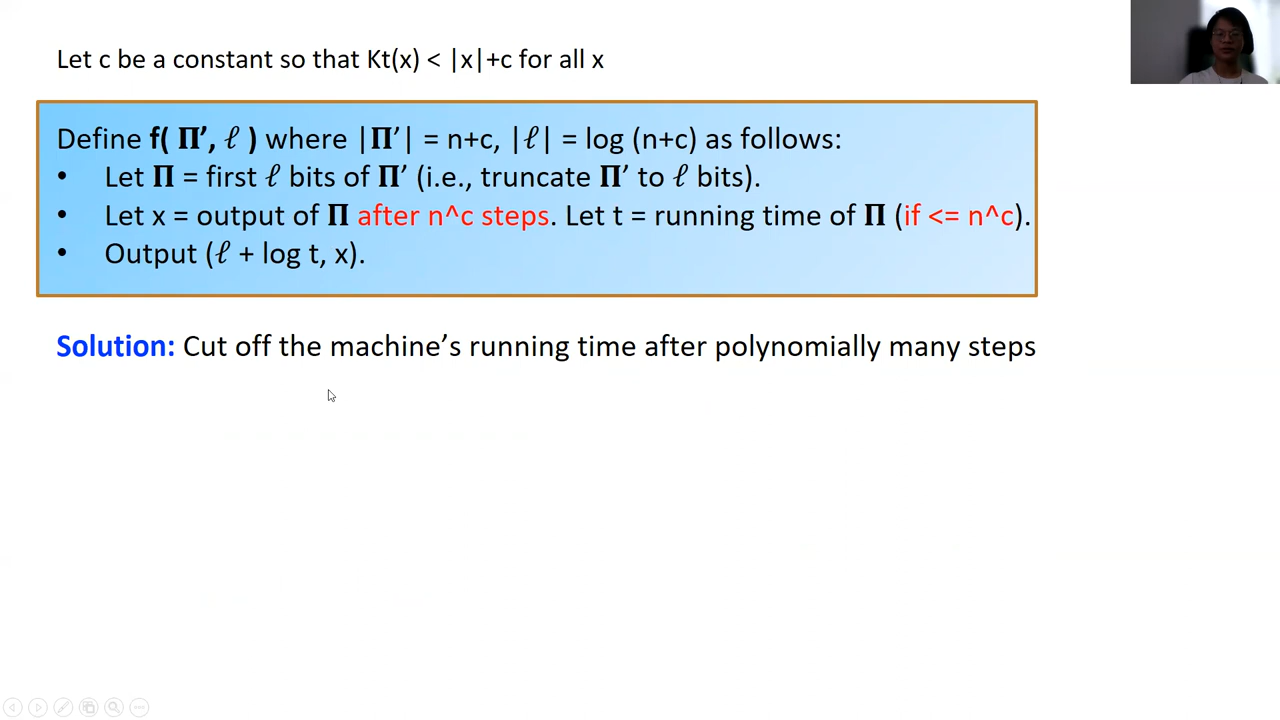 Let c be a constant so that Kt(x) < |x|+c for all x
Define f( Π’, ℓ ) where |Π’| = n+c, |ℓ| = log (n+c) as follows:
• Let Π = first ℓ bits of Π’ (i.e., truncate Π’ to ℓ bits).
• Let x = output of Π after n^c steps. Let t = running time of Π (if <= n^c).
• Output (ℓ + log t, x).
Solution: Cut off the machine’s running time after polynomially many steps